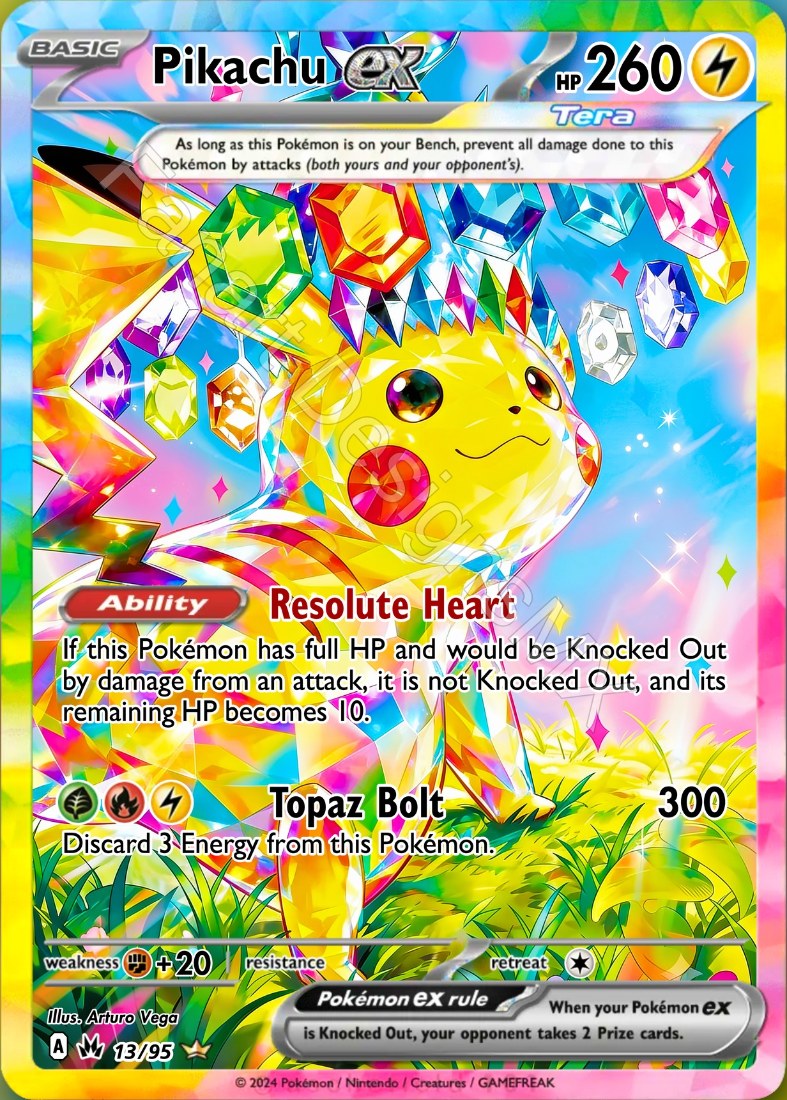 BASIC
Pikachu ex
HP 260
Tera
As long as this Pokémon is on your Bench, prevent all damage done to this
Pokémon by attacks (both yours and your opponent's).
Ability Resolute Heart
If this Pokémon has full HP and would be Knocked Out
by damage from an attack, it is not Knocked Out, and its
remaining HP becomes 10.
Topaz Bolt 300
Discard 3 Energy from this Pokémon.
weakness +20 resistance retreat
Pokémon ex rule When your Pokémon ex
is Knocked Out, your opponent takes 2 Prize cards.
Illus. Arturo Vega
A 13/95
© 2024 Pokémon / Nintendo / Creatures / GAMEFREAK